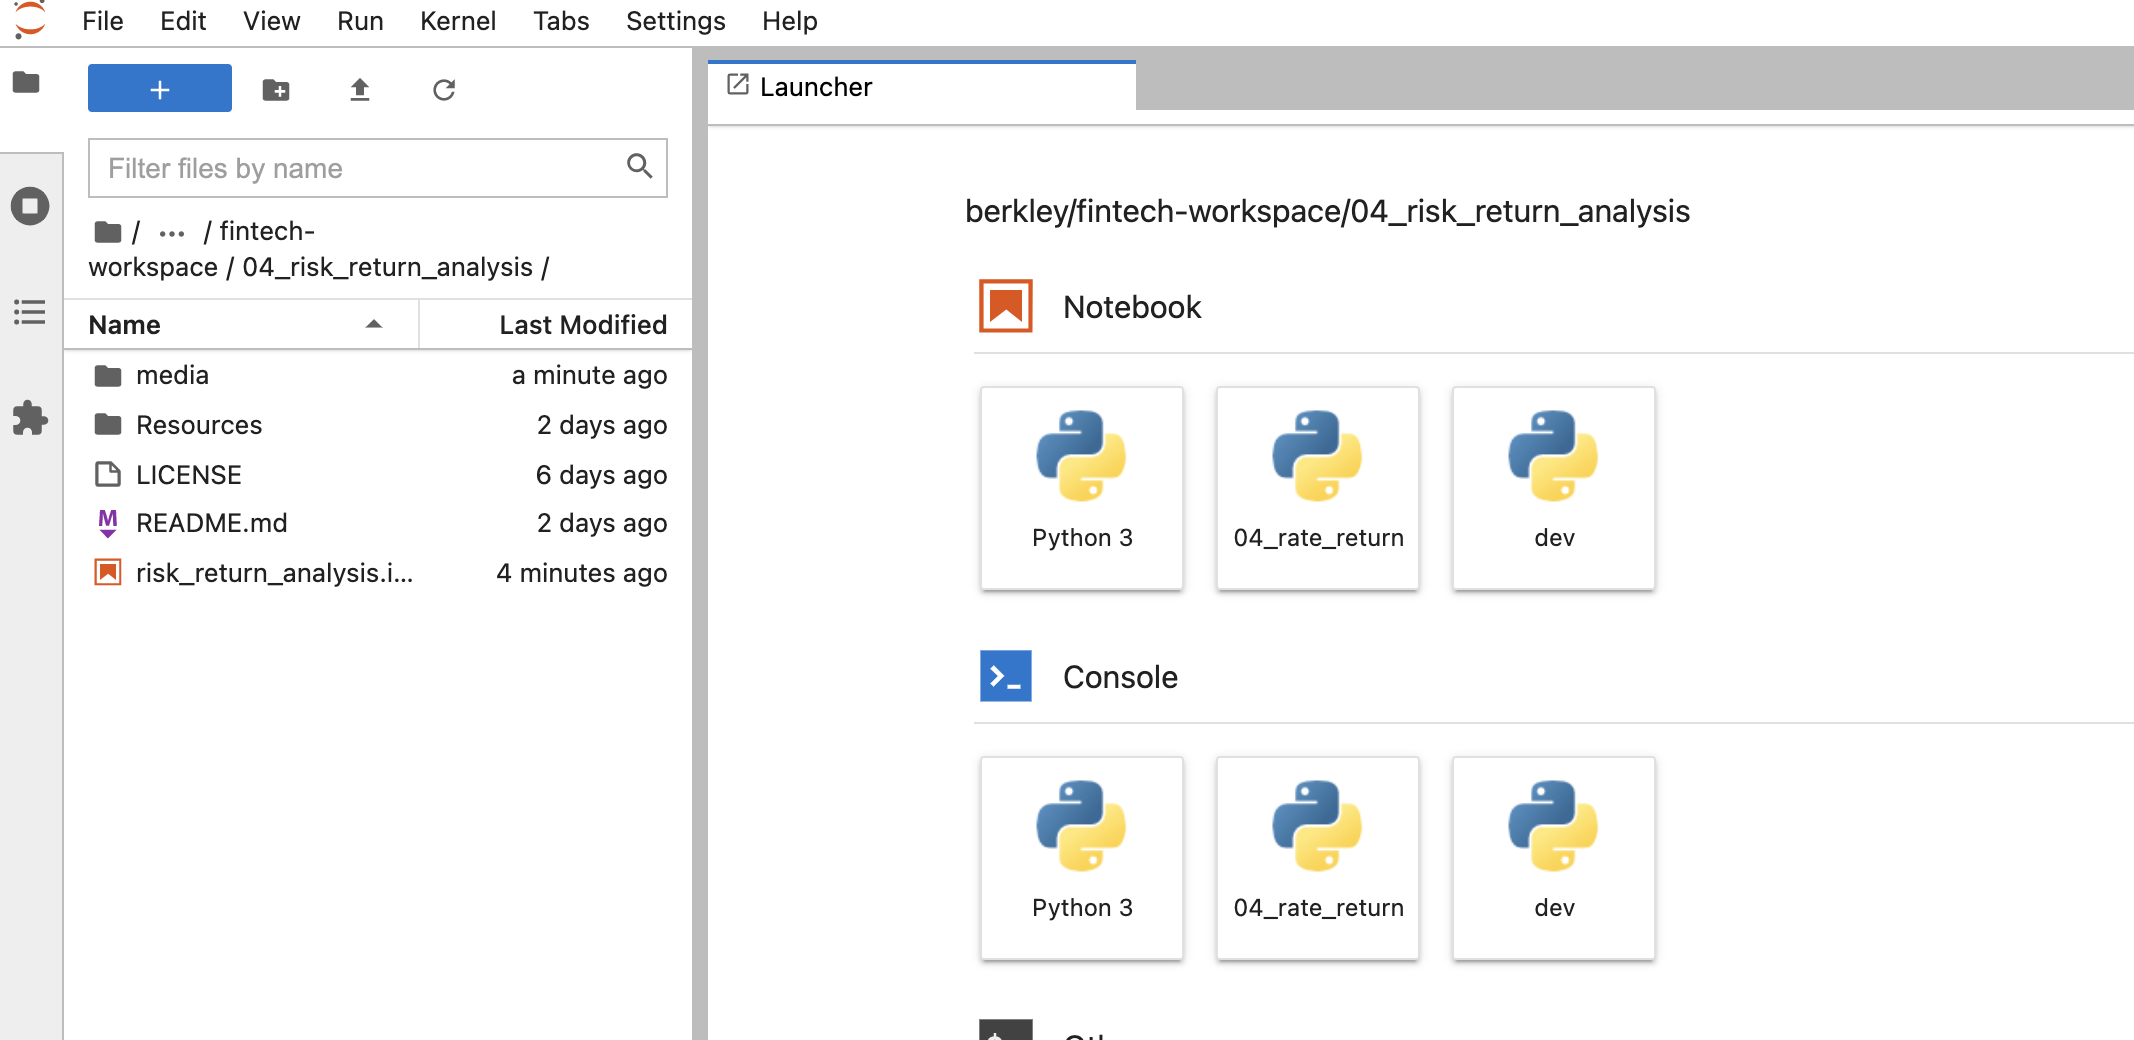 File Edit View Run Kernel Tabs Settings Help
+
Launcher
Filter files by name
/ ... / fintech-
workspace / 04_risk_return_analysis /
Name Last Modified
media a minute ago
Resources 2 days ago
LICENSE 6 days ago
README.md 2 days ago
risk_return_analysis.i... 4 minutes ago
berkley/fintech-workspace/04_risk_return_analysis
Notebook
Python 3 04_rate_return dev
Console
Python 3 04_rate_return dev